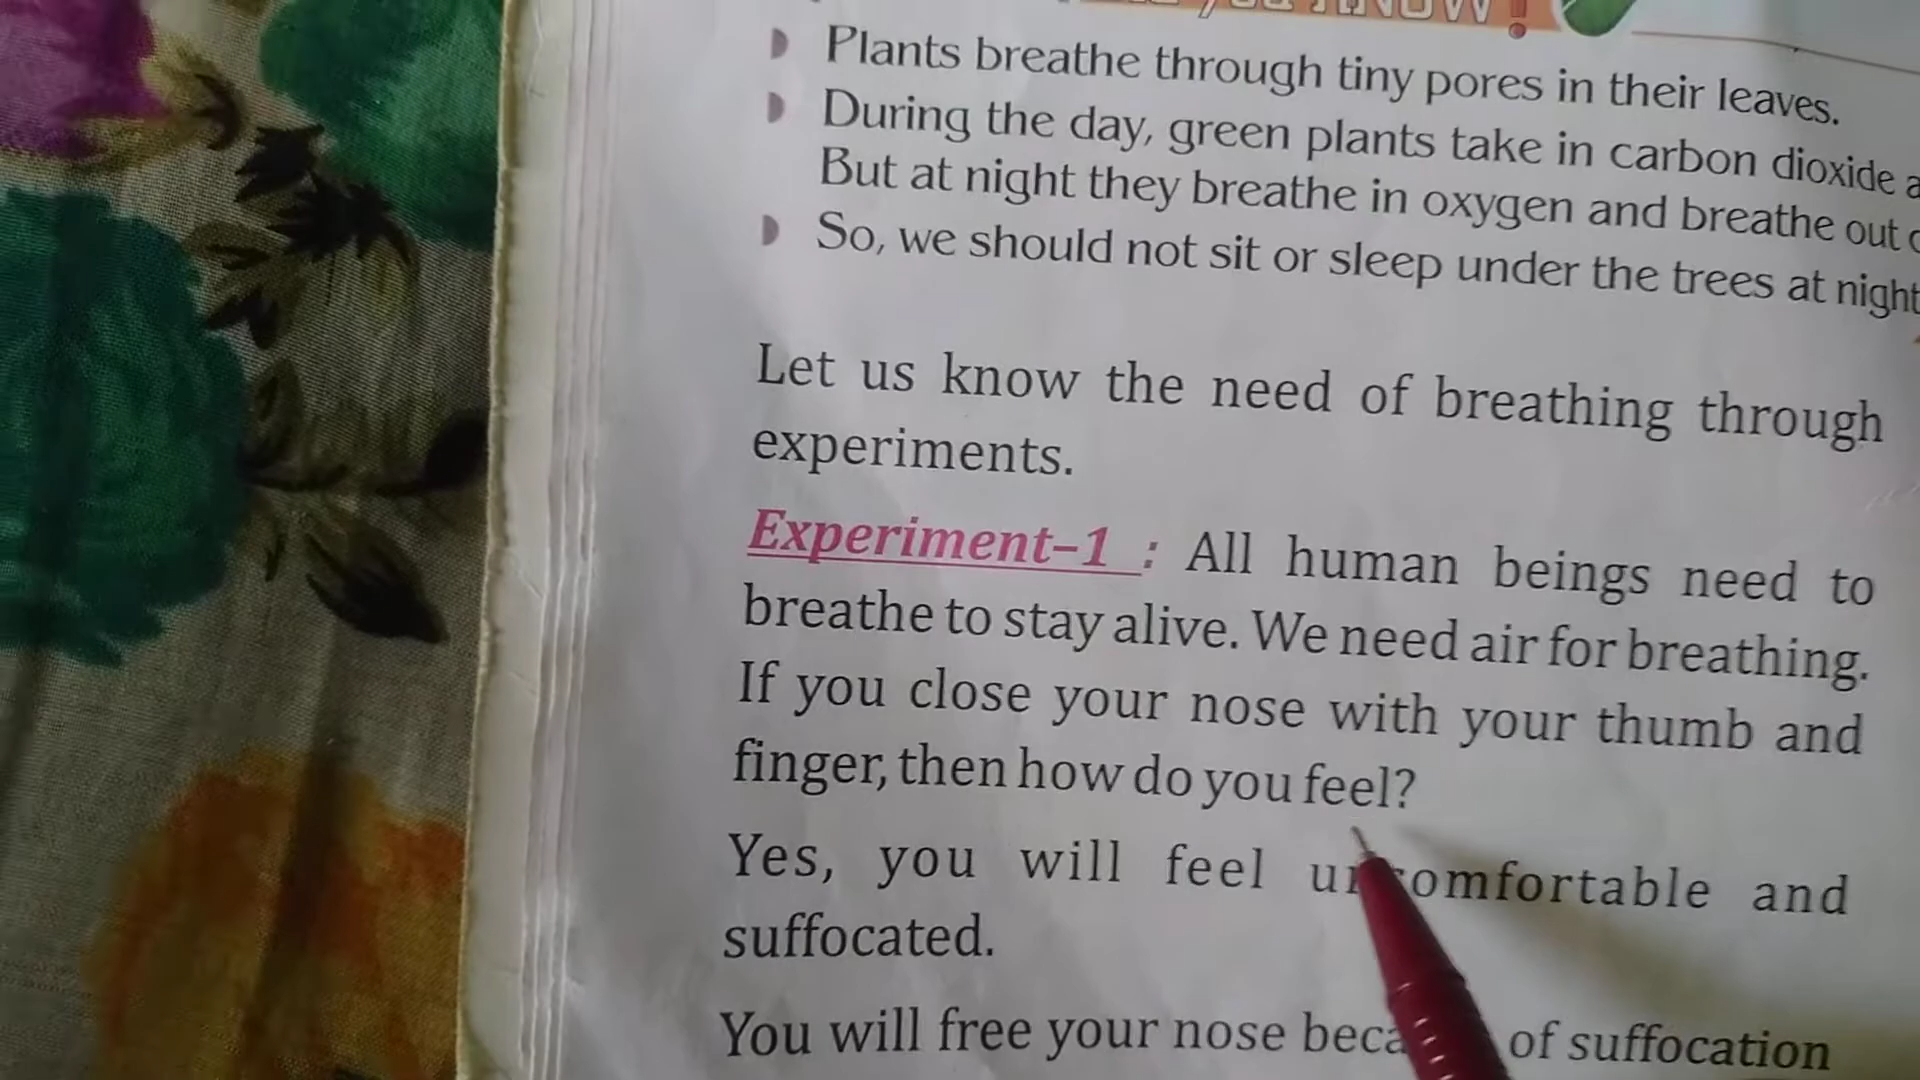 KNOW!
Plants breathe through tiny pores in their leaves.
During the day, green plants take in carbon dioxide
But at night they breathe in oxygen and breathe out
So, we should not sit or sleep under the trees at night
Let us know the need of breathing through
experiments.
Experiment-1 : All human beings need to
breathe to stay alive. We need air for breathing.
If you close your nose with your thumb and
finger, then how do you feel?
Yes, you will feel uncomfortable and
suffocated.
You will free your nose because of suffocation